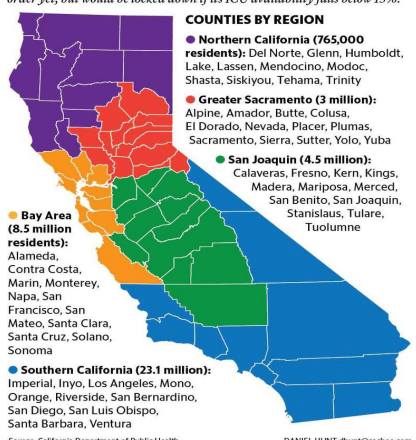 order yet, but would be locked down if its ICU availability falls below 15%.
COUNTIES BY REGION
● Northern California (765,000
residents): Del Norte, Glenn, Humboldt,
Lake, Lassen, Mendocino, Modoc,
Shasta, Siskiyou, Tehama, Trinity
● Greater Sacramento (3 million):
Alpine, Amador, Butte, Colusa,
El Dorado, Nevada, Placer, Plumas,
Sacramento, Sierra, Sutter, Yolo, Yuba
● San Joaquin (4.5 million):
Calaveras, Fresno, Kern, Kings,
Madera, Mariposa, Merced,
San Benito, San Joaquin,
Stanislaus, Tulare,
Tuolumne
● Bay Area
(8.5 million
residents):
Alameda,
Contra Costa,
Marin, Monterey,
Napa, San
Francisco, San
Mateo, Santa Clara,
Santa Cruz, Solano,
Sonoma
● Southern California (23.1 million):
Imperial, Inyo, Los Angeles, Mono,
Orange, Riverside, San Bernardino,
San Diego, San Luis Obispo,
Santa Barbara, Ventura
Source: California Department of Public Health
DANIEL HUNT